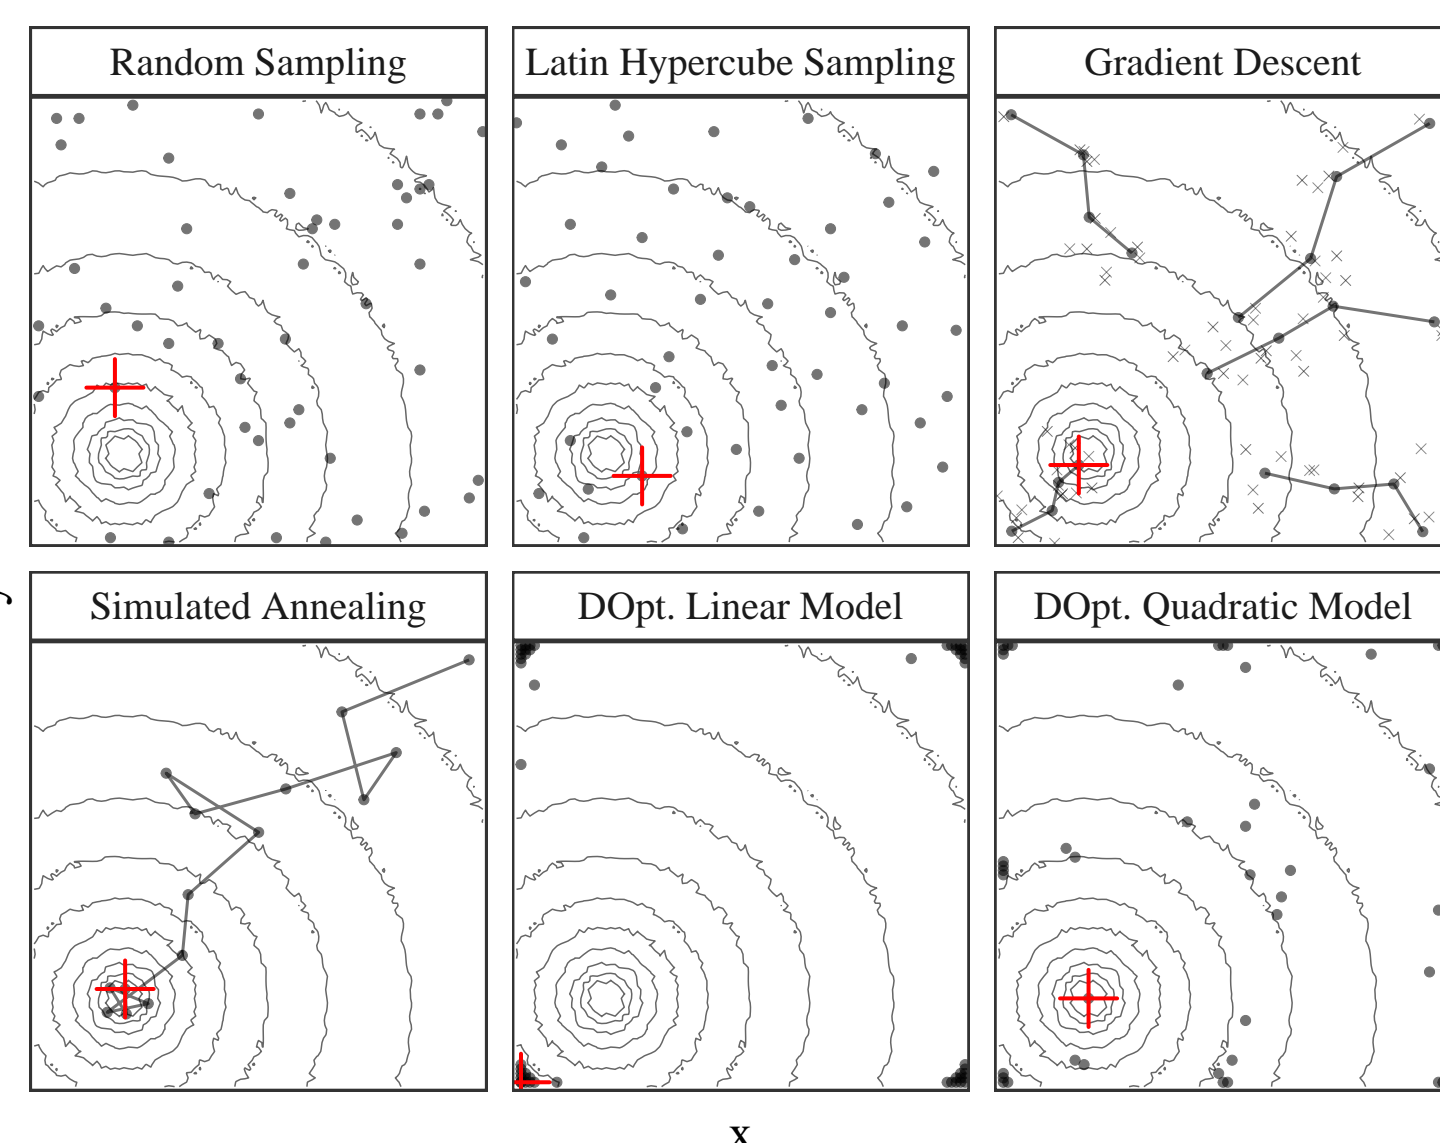 Random Sampling
Latin Hypercube Sampling
Gradient Descent
Simulated Annealing
DOpt. Linear Model
DOpt. Quadratic Model
x